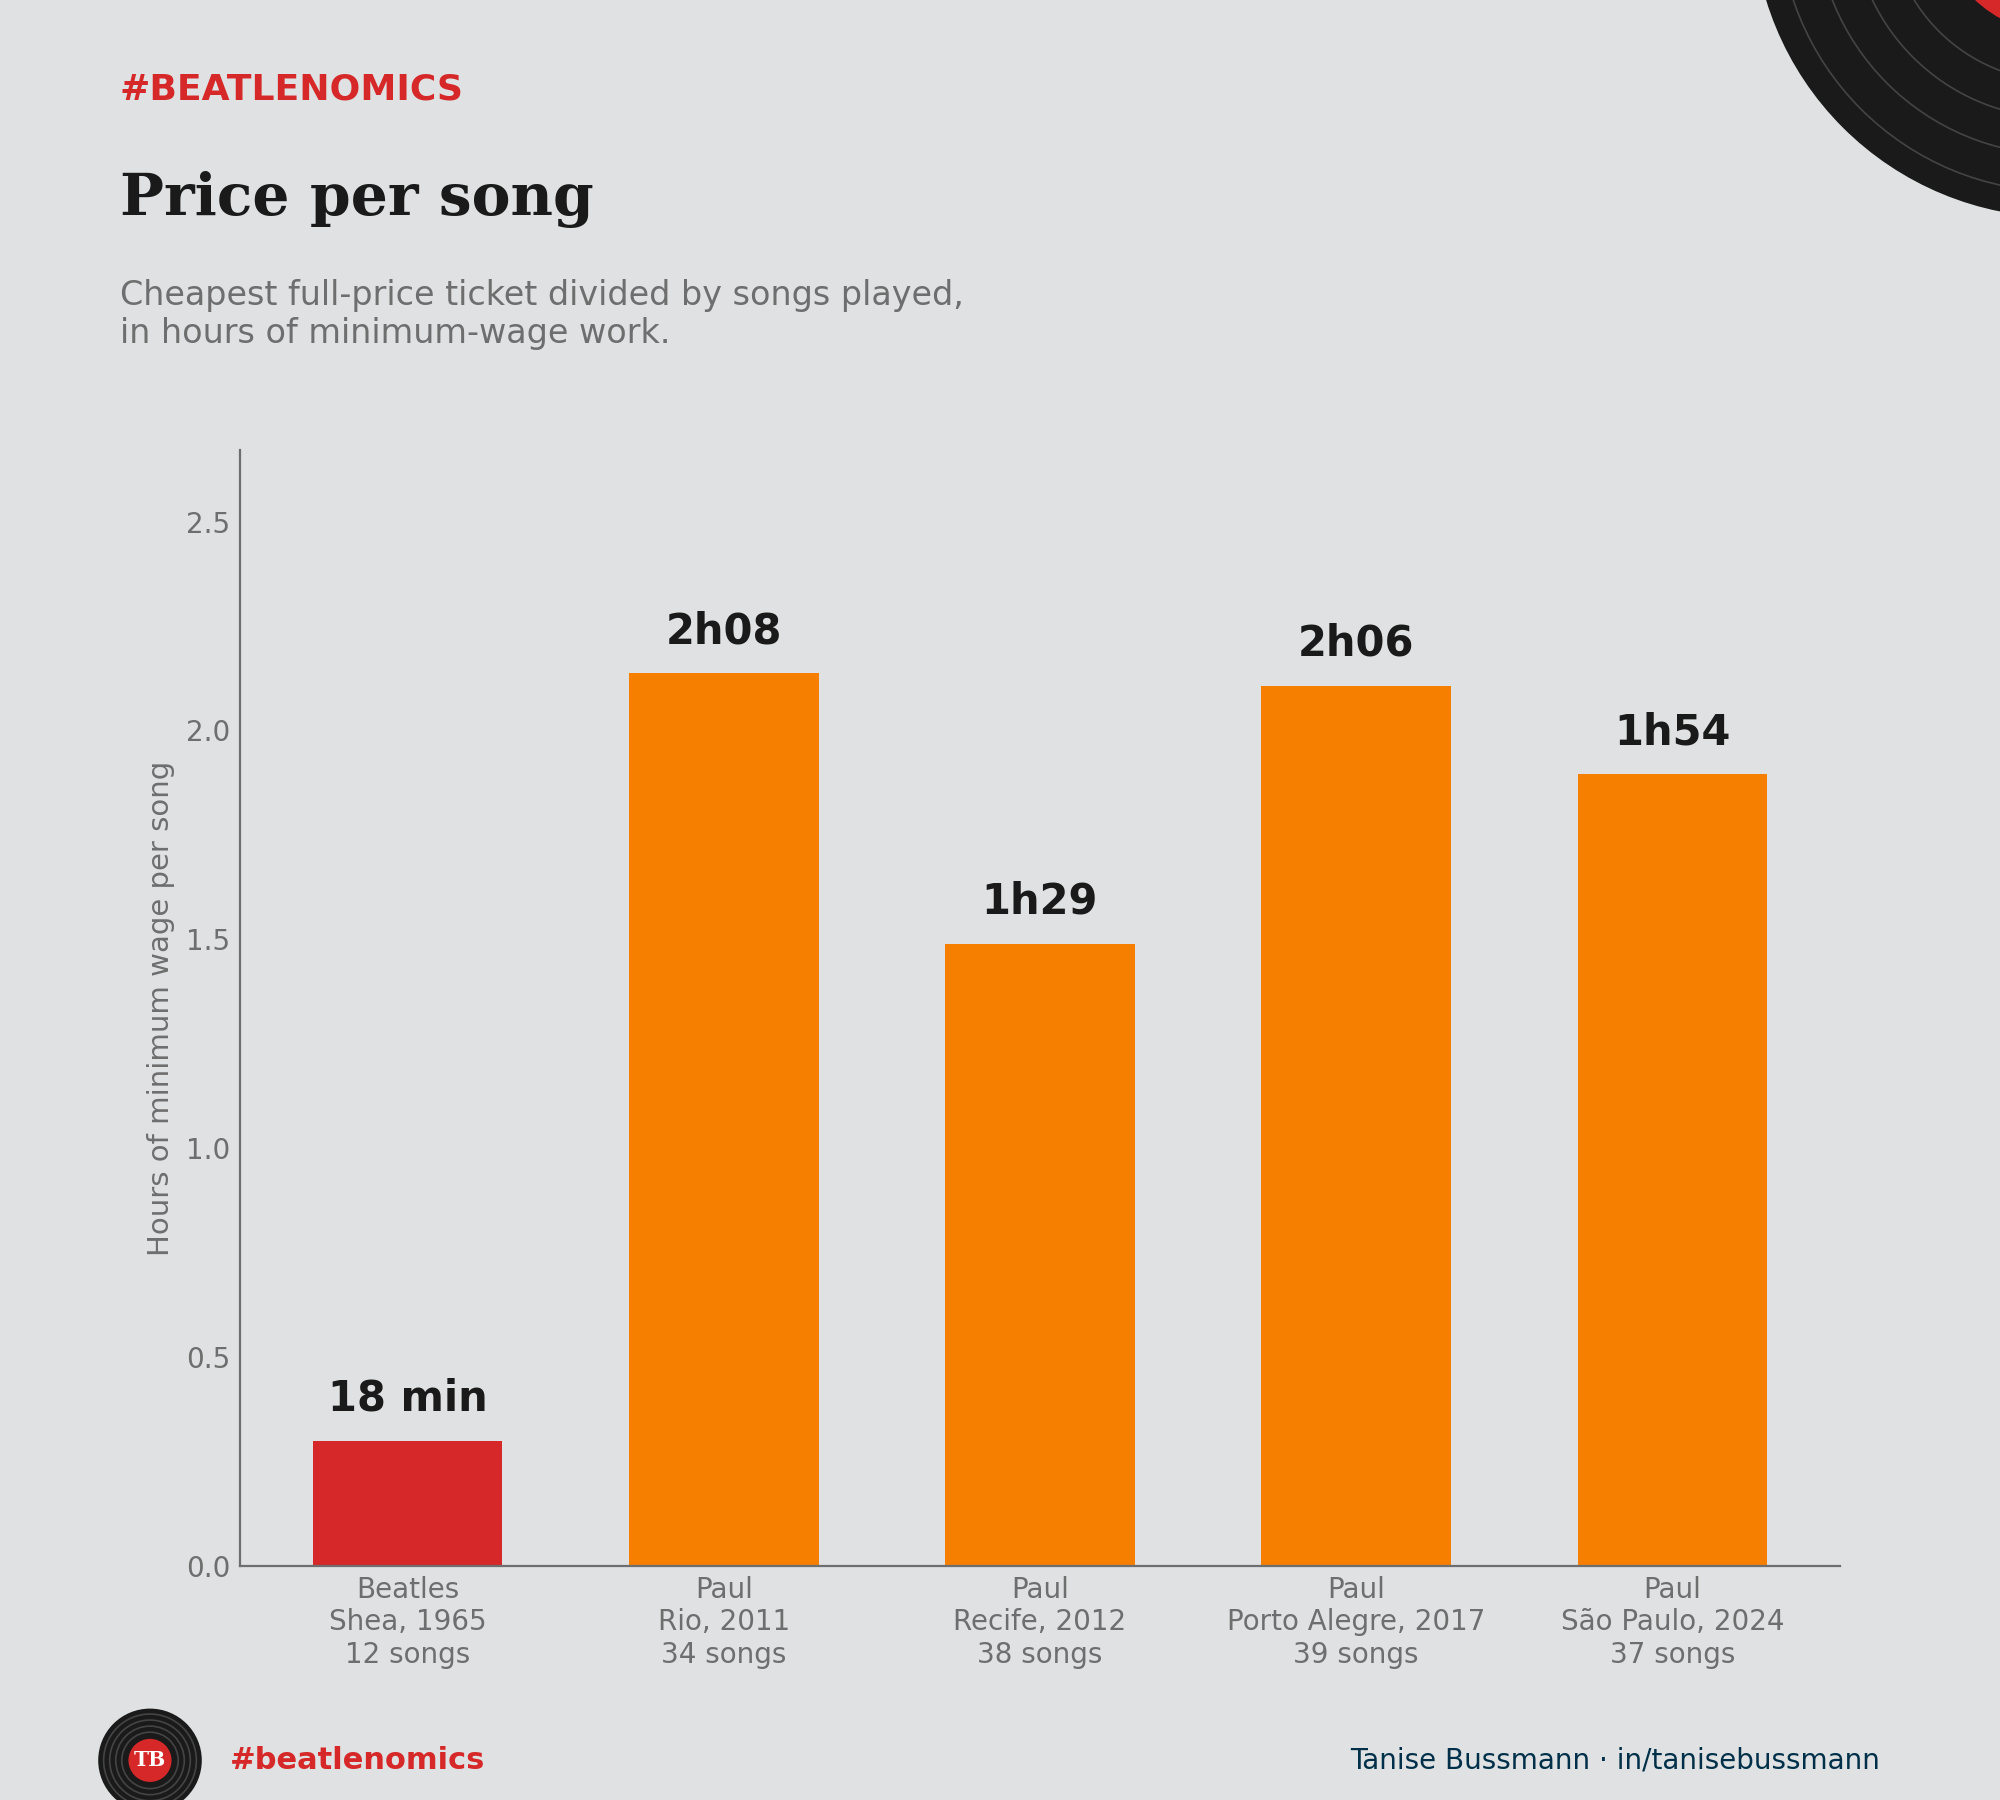 #BEATLENOMICS
Price per song
Cheapest full-price ticket divided by songs played,
in hours of minimum-wage work.
Hours of minimum wage per song
2.5
2.0
1.5
1.0
0.5
0.0
18 min
2h08
1h29
2h06
1h54
Beatles
Shea, 1965
12 songs
Paul
Rio, 2011
34 songs
Paul
Recife, 2012
38 songs
Paul
Porto Alegre, 2017
39 songs
Paul
São Paulo, 2024
37 songs
TB
#beatlenomics
Tanise Bussmann · in/tanisebussmann